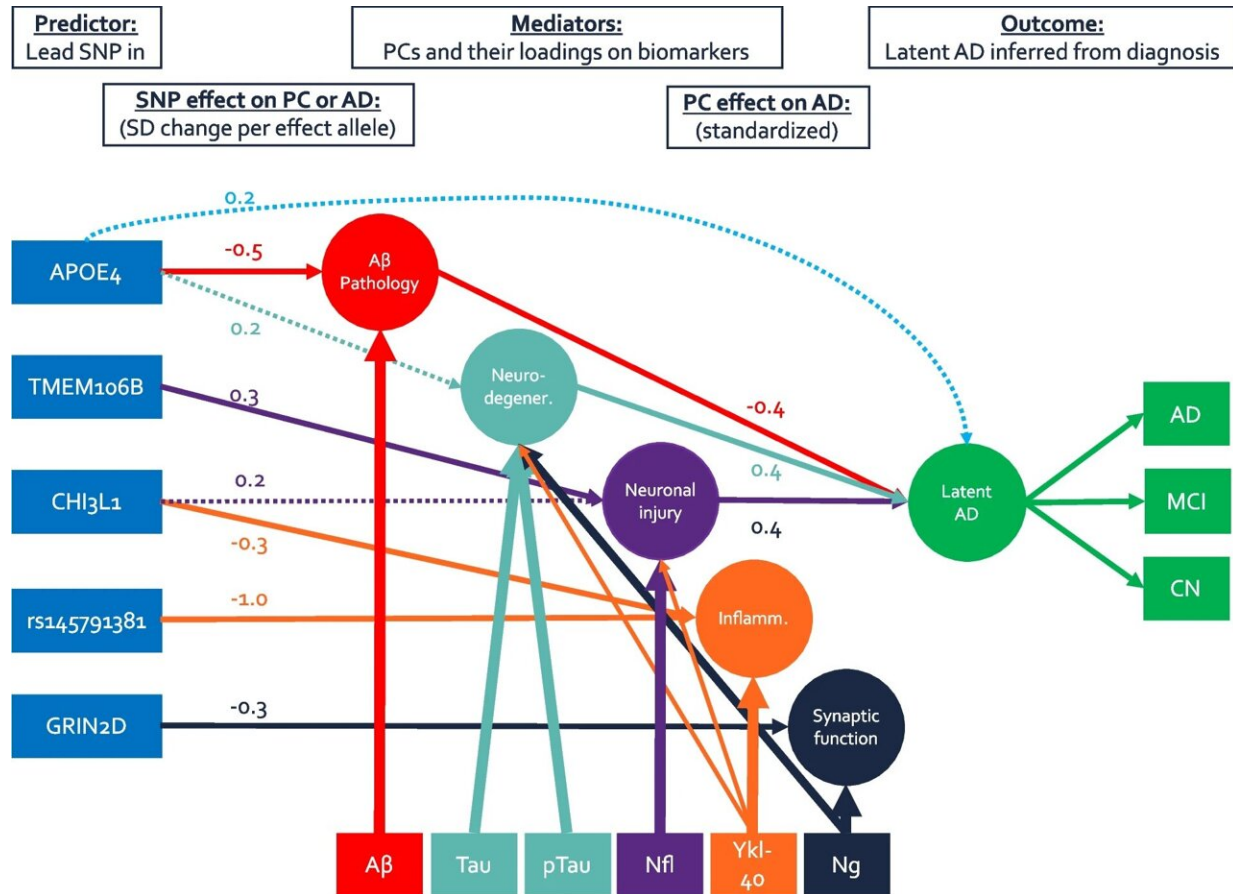 Predictor:
Lead SNP in
Mediators:
PCs and their loadings on biomarkers
Outcome:
Latent AD inferred from diagnosis
SNP effect on PC or AD:
(SD change per effect allele)
PC effect on AD:
(standardized)
0.2
APOE4
-0.5
Aβ
Pathology
0.2
TMEM106B
0.3
Neuro-
degener.
-0.4
AD
CHI3L1
0.2
Neuronal
injury
0.4
0.4
Latent
AD
MCI
-0.3
CN
rs145791381
-1.0
Inflamm.
GRIN2D
-0.3
Synaptic
function
Aβ
Tau
pTau
Nfl
Ykl-
40
Ng